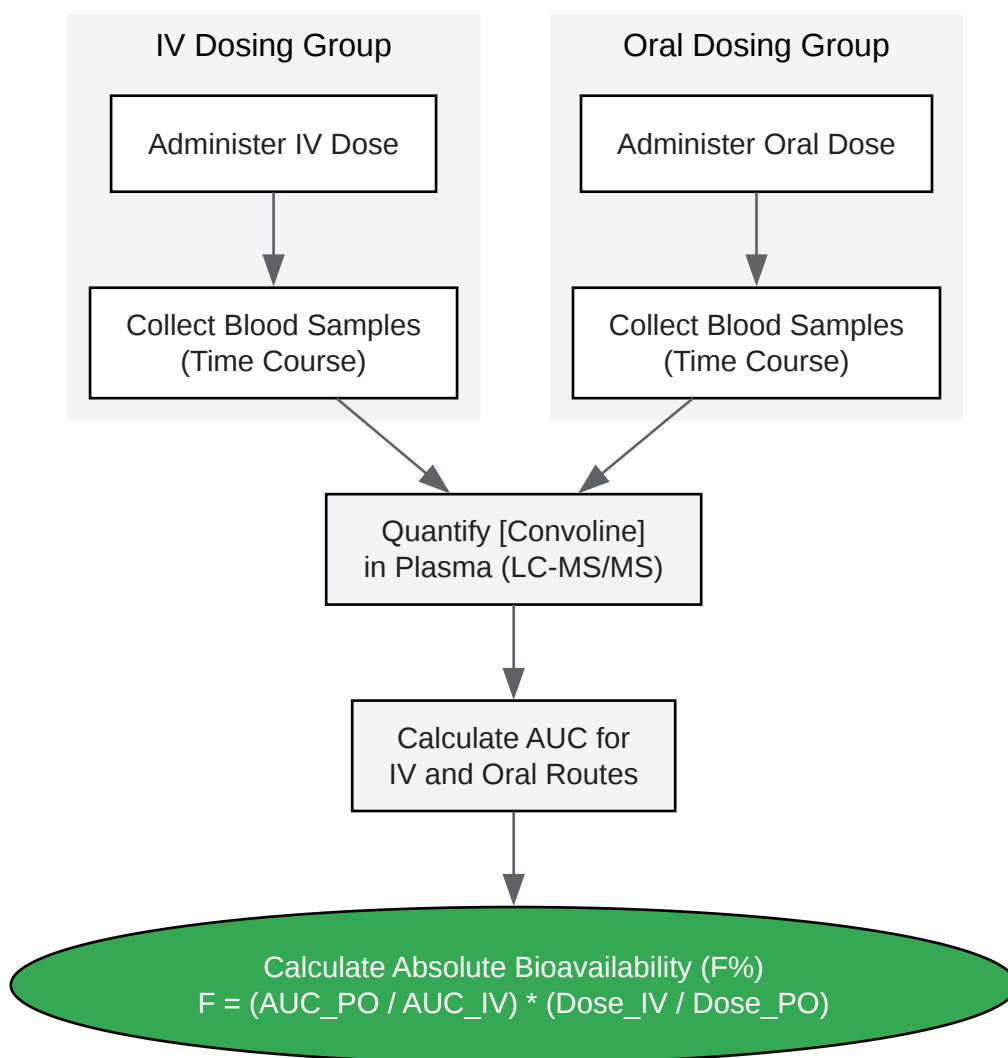 IV Dosing Group
Oral Dosing Group
Administer IV Dose
Administer Oral Dose
Collect Blood Samples
(Time Course)
Collect Blood Samples
(Time Course)
Quantify [Convoline]
in Plasma (LC-MS/MS)
Calculate AUC for
IV and Oral Routes
Calculate Absolute Bioavailability (F%)
F = (AUC_PO / AUC_IV) * (Dose_IV / Dose_PO)